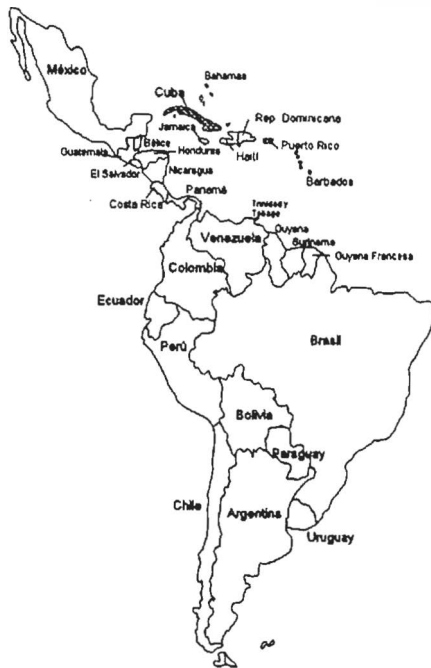 México
Bahamas
Cuba
Rep. Dominicana
Jamaica
Belice
Honduras
Haití
Puerto Rico
Guatemala
El Salvador
Nicaragua
Barbados
Costa Rica
Panamá
Trinidad y
Tobago
Venezuela
Guyana
Surinama
Guyana Francesa
Colombia
Ecuador
Perú
Brasil
Bolivia
Paraguay
Chile
Argentina
Uruguay